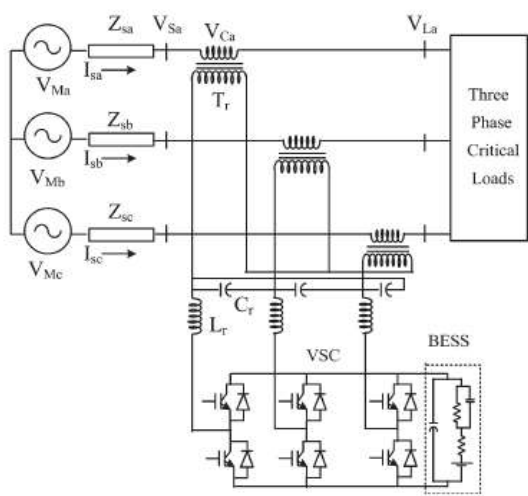 Z_sa
V_Sa
V_Ca
V_La
V_Ma
I_sa
T_r
Z_sb
V_Mb
I_sb
Z_sc
V_Mc
I_sc
Three
Phase
Critical
Loads
C_r
L_r
VSC
BESS